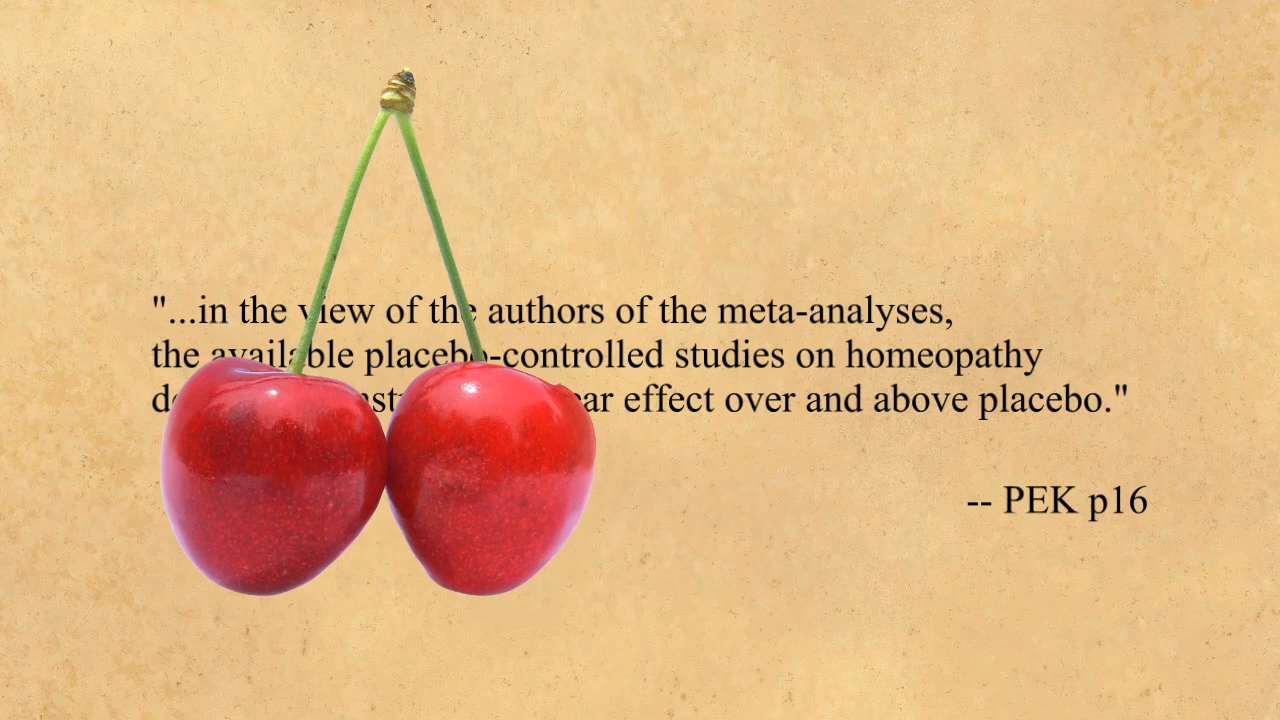 "...in the view of the authors of the meta-analyses,
the available placebo-controlled studies on homeopathy
effect over and above placebo."
-- PEK p16